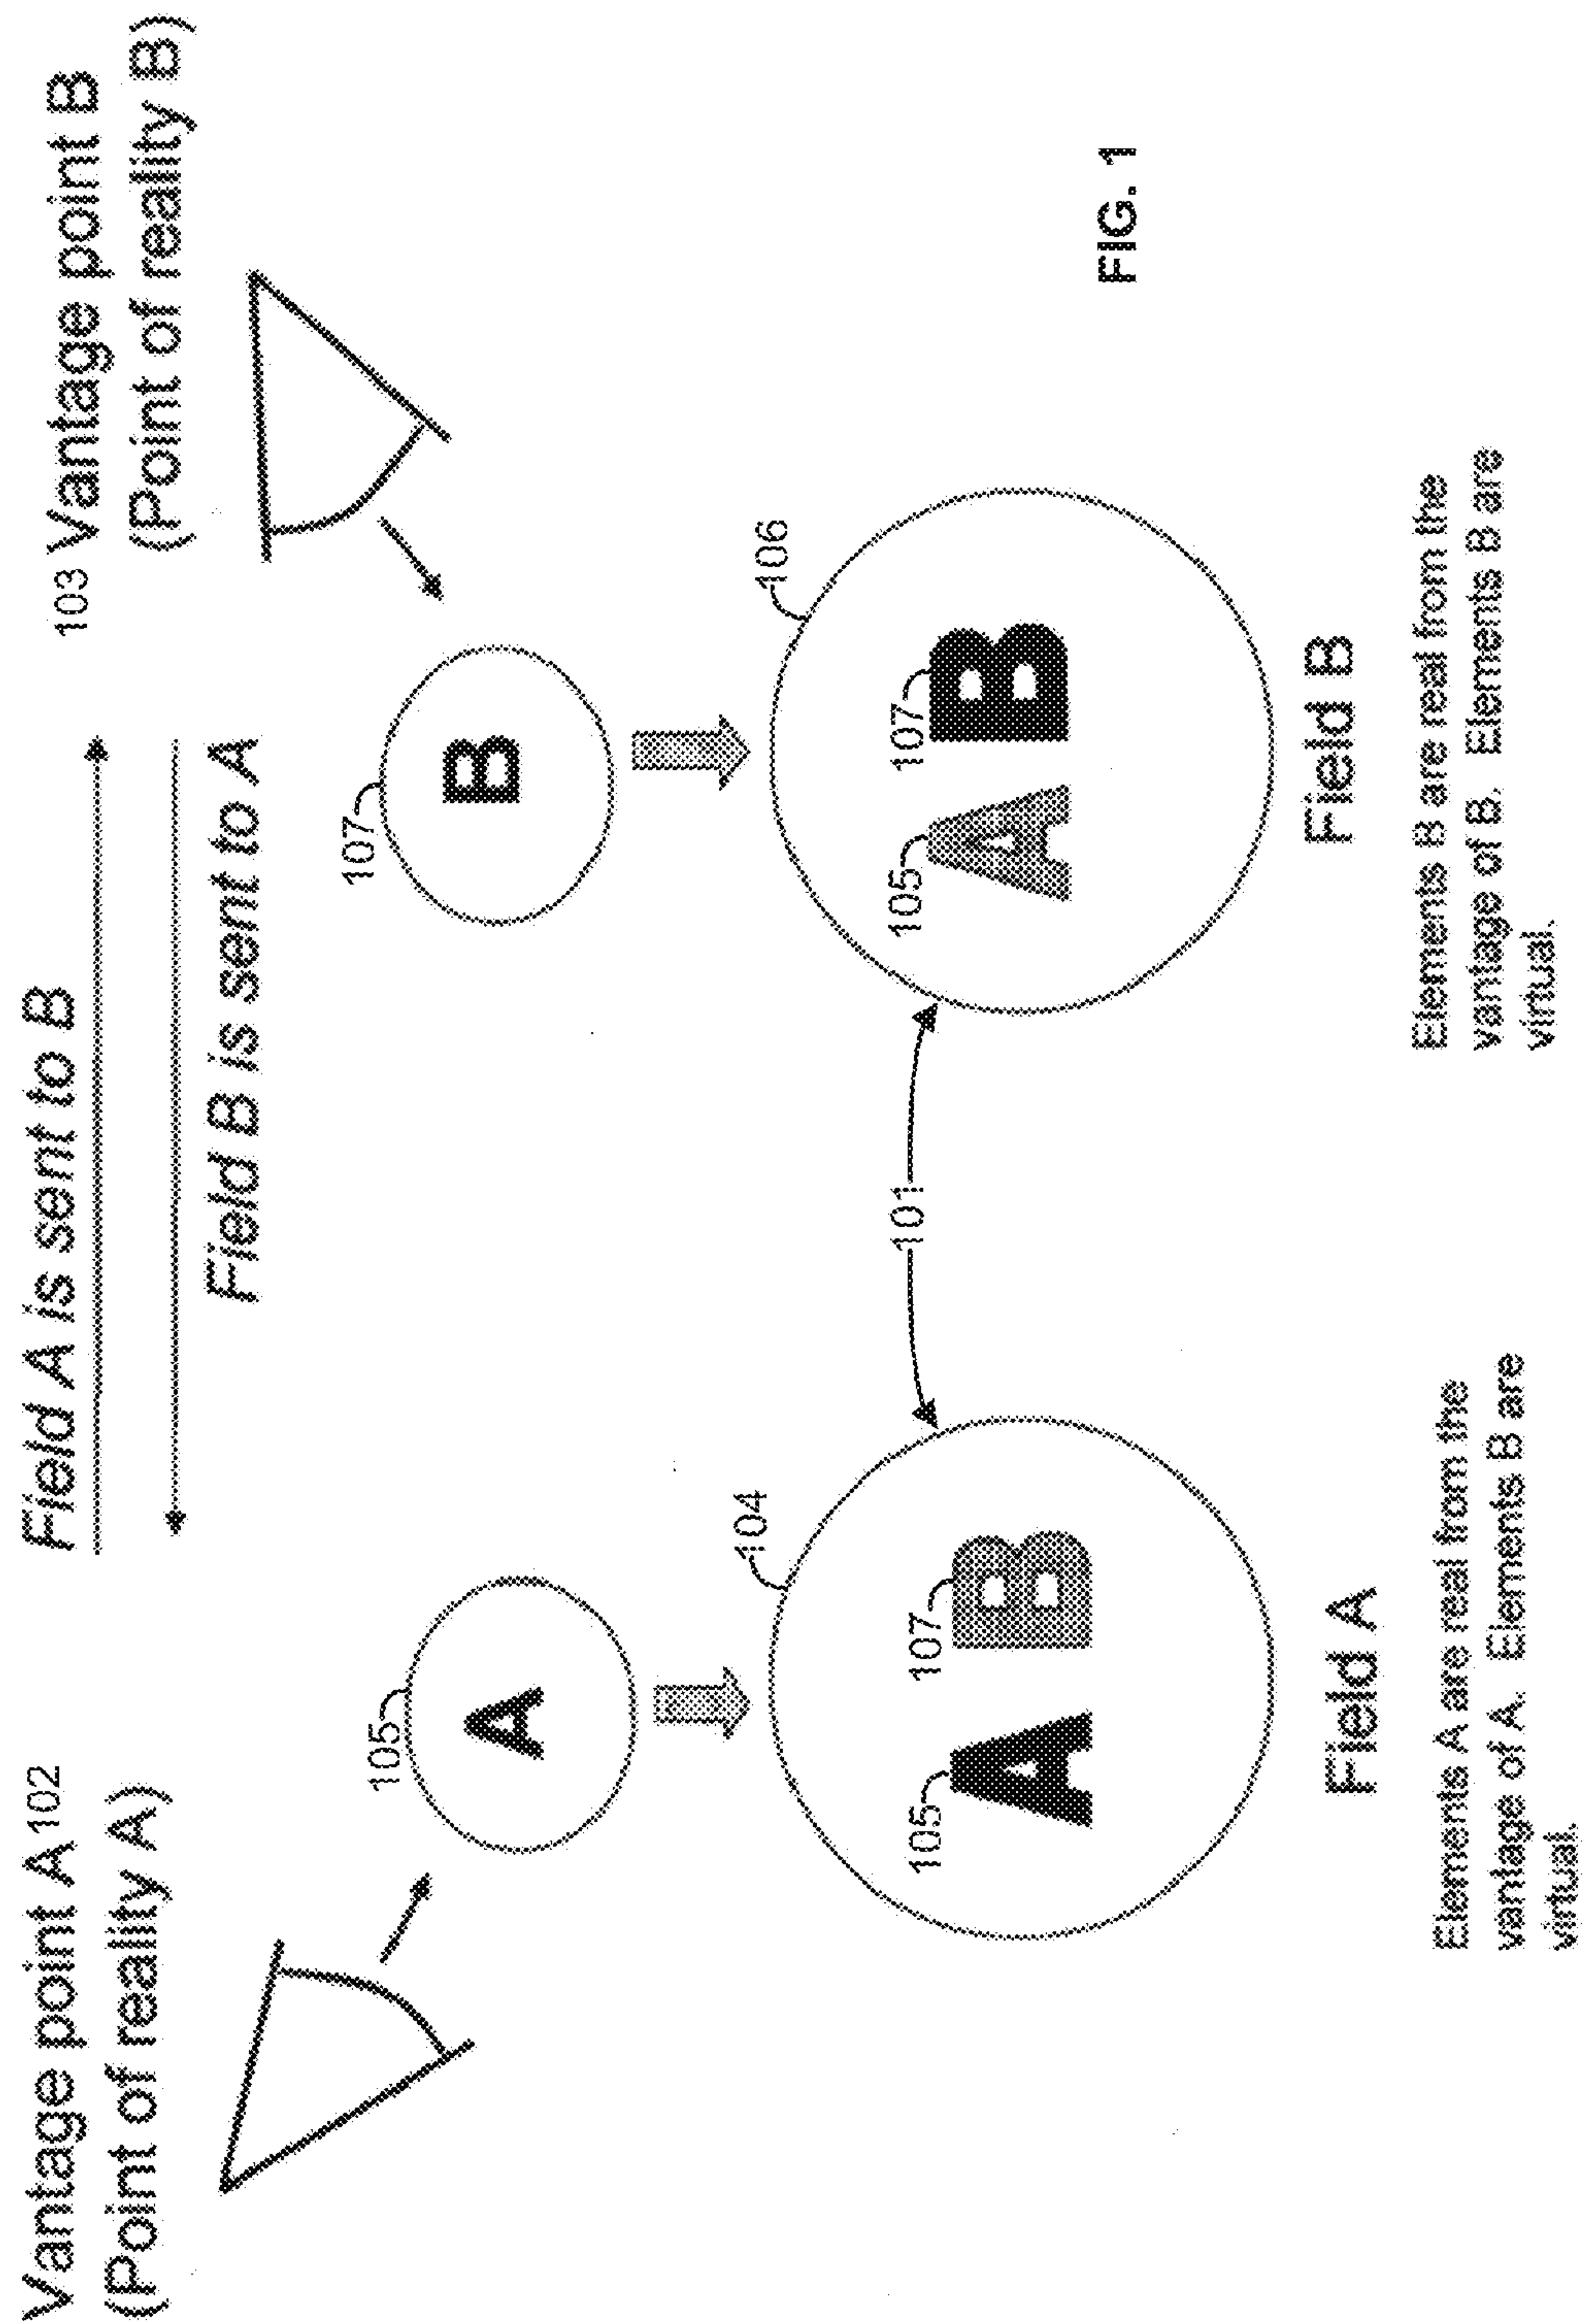 Vantage point A 102
(Point of reality A)
Field A is sent to B
Field B is sent to A
103 Vantage point B
(Point of reality B)
105
A
107
B
104
105
A
107
B
101
106
105
A
107
B
Field A
Field B
Elements A are real from the
vantage of A. Elements B are
virtual.
Elements B are real from the
vantage of B. Elements B are
virtual.
FIG. 1